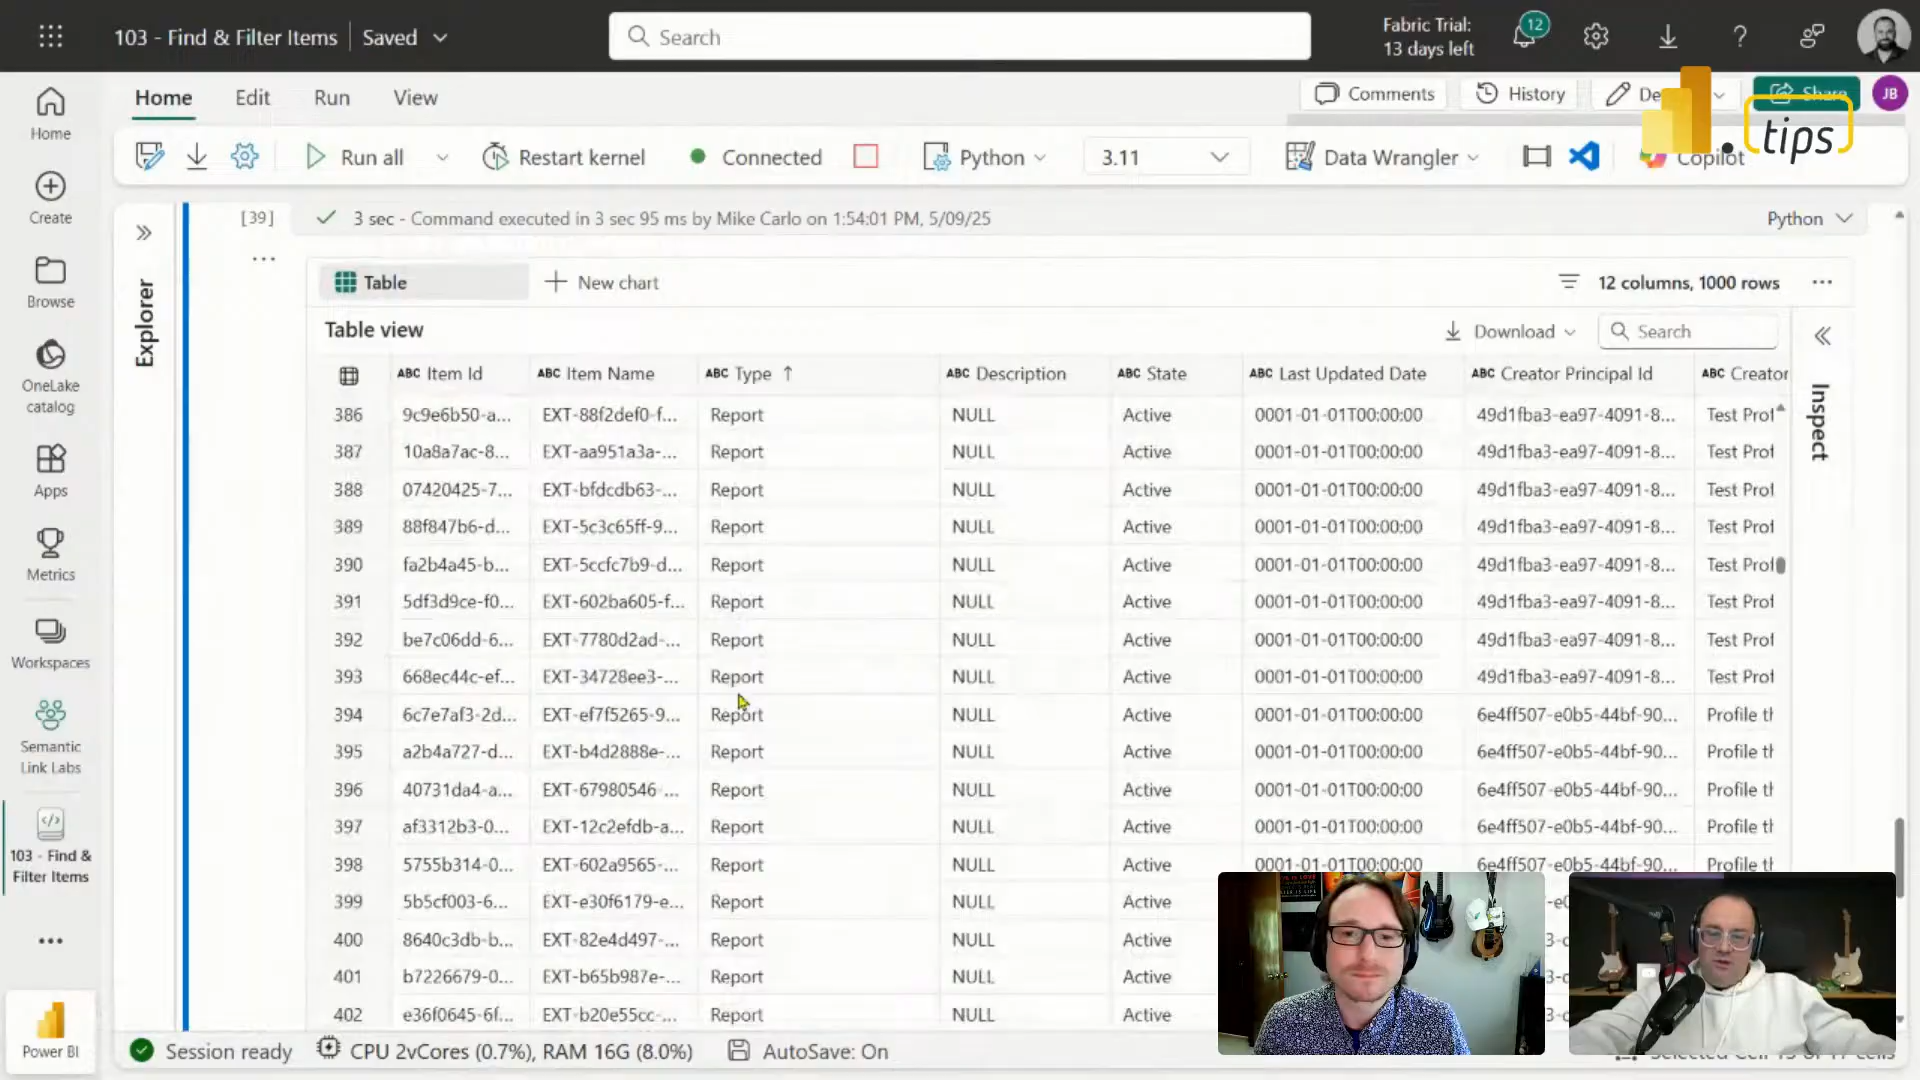 103 - Find & Filter Items | Saved
Search
Fabric Trial:
13 days left
12
Home Edit Run View
Comments History Share JB
Run all Restart kernel Connected Python 3.11 Data Wrangler Copilot
tips
Home
Create
Browse
OneLake
catalog
Apps
Metrics
Workspaces
Semantic
Link Labs
103 - Find &
Filter Items
Power BI
Explorer
[39] 3 sec - Command executed in 3 sec 95 ms by Mike Carlo on 1:54:01 PM, 5/09/25 Python
Table New chart 12 columns, 1000 rows
Table view Download Search
Inspect
ABC Item Id ABC Item Name ABC Type ABC Description ABC State ABC Last Updated Date ABC Creator Principal Id ABC Creator
386 9c9e6b50-a... EXT-88f2def0-f... Report NULL Active 0001-01-01T00:00:00 49d1fba3-ea97-4091-8... Test Prof
387 10a8a7ac-8... EXT-aa951a3a-... Report NULL Active 0001-01-01T00:00:00 49d1fba3-ea97-4091-8... Test Prof
388 07420425-7... EXT-bfdcdb63-... Report NULL Active 0001-01-01T00:00:00 49d1fba3-ea97-4091-8... Test Prof
389 88f847b6-d... EXT-5c3c65ff-9... Report NULL Active 0001-01-01T00:00:00 49d1fba3-ea97-4091-8... Test Prof
390 fa2b4a45-b... EXT-5ccfc7b9-d... Report NULL Active 0001-01-01T00:00:00 49d1fba3-ea97-4091-8... Test Prof
391 5df3d9ce-f0... EXT-602ba605-f... Report NULL Active 0001-01-01T00:00:00 49d1fba3-ea97-4091-8... Test Prof
392 be7c06dd-6... EXT-7780d2ad-... Report NULL Active 0001-01-01T00:00:00 49d1fba3-ea97-4091-8... Test Prof
393 668ec44c-ef... EXT-34728ee3-... Report NULL Active 0001-01-01T00:00:00 49d1fba3-ea97-4091-8... Test Prof
394 6c7e7af3-2d... EXT-ef7f5265-9... Report NULL Active 0001-01-01T00:00:00 6e4ff507-e0b5-44bf-90... Profile th
395 a2b4a727-d... EXT-b4d2888e-... Report NULL Active 0001-01-01T00:00:00 6e4ff507-e0b5-44bf-90... Profile th
396 40731da4-a... EXT-67980546-... Report NULL Active 0001-01-01T00:00:00 6e4ff507-e0b5-44bf-90... Profile th
397 af3312b3-0... EXT-12c2efdb-a... Report NULL Active 0001-01-01T00:00:00 6e4ff507-e0b5-44bf-90... Profile th
398 5755b314-0... EXT-602a9565-... Report NULL Active 0001-01-01T00:00:00 6e4ff507-e0b5-44bf-90... Profile th
399 5b5cf003-6... EXT-e30f6179-e... Report NULL Active
400 8640c3db-b... EXT-82e4d497-... Report NULL Active
401 b7226679-0... EXT-b65b987e-... Report NULL Active
402 e36f0645-6f... EXT-b20e55cc-... Report NULL Active
Session ready CPU 2vCores (0.7%), RAM 16G (8.0%) AutoSave: On